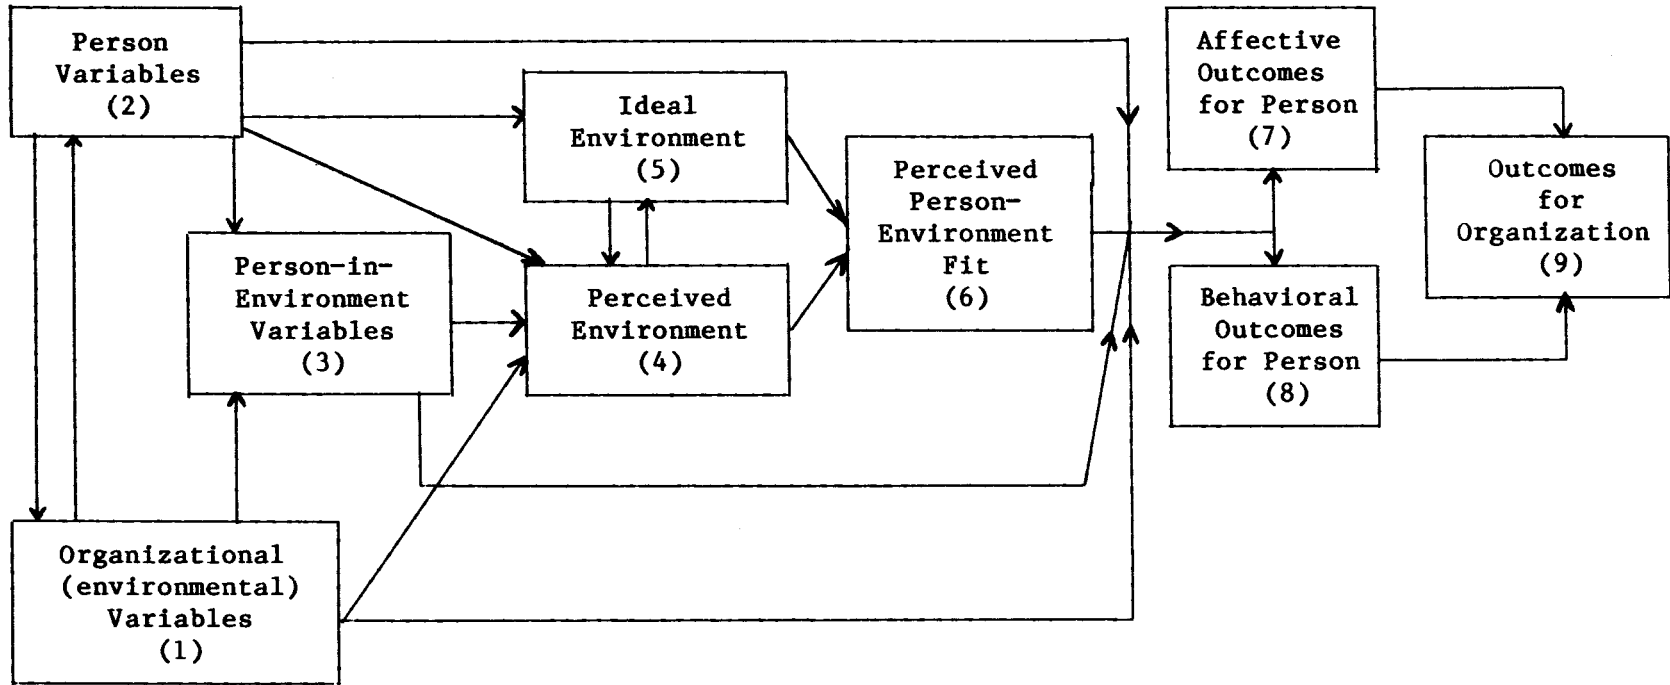 Person
Variables
(2)
Ideal
Environment
(5)
Affective
Outcomes
for Person
(7)
Perceived
Person-
Environment
Fit
(6)
Outcomes
for
Organization
(9)
Person-in-
Environment
Variables
(3)
Perceived
Environment
(4)
Behavioral
Outcomes
for Person
(8)
Organizational
(environmental)
Variables
(1)